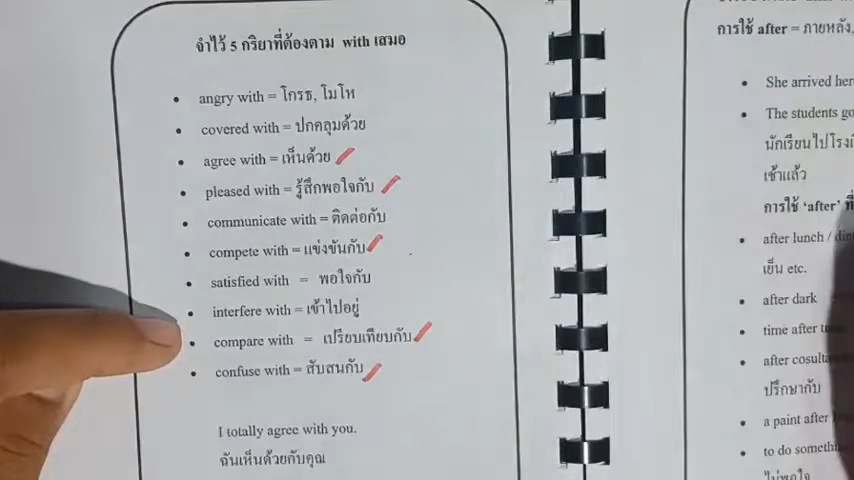 จำไว้ 5 กริยาที่ต้องตาม with เสมอ
angry with = โกรธ, โมโห
covered with = ปกคลุมด้วย
agree with = เห็นด้วย
pleased with = รู้สึกพอใจกับ
communicate with = ติดต่อกับ
compete with = แข่งขันกับ
satisfied with = พอใจกับ
interfere with = เข้าไปอยู่
compare with = เปรียบเทียบกับ
confuse with = สับสนกับ
I totally agree with you.
ฉันเห็นด้วยกับคุณ
การใช้ after = ภายหลัง,
She arrived her
The students go
นักเรียนไปโรงเ
เช้าแล้ว
การใช้ 'after' ที่
after lunch /
เย็น etc.
after dark
time after
after cosulta
ปรึกษากับ
a paint after
to do someth
ไม่พอใจ